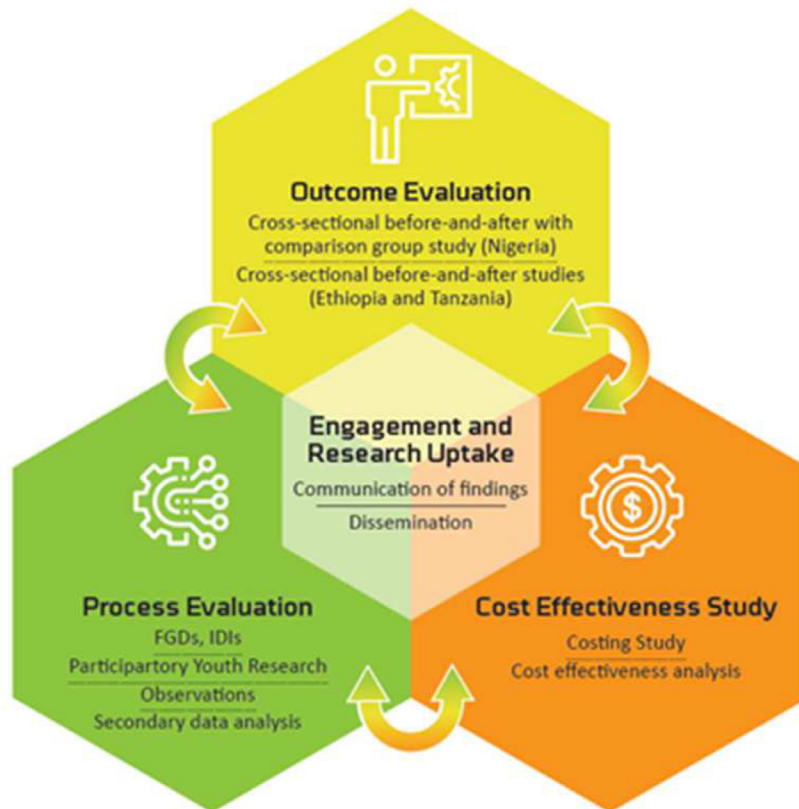 Outcome Evaluation
Cross-sectional before-and-after with
comparison group study (Nigeria)
Cross-sectional before-and-after studies
(Ethiopia and Tanzania)
Engagement and
Research Uptake
Communication of findings
Dissemination
Process Evaluation
FGDs, IDIs
Participartory Youth Research
Observations
Secondary data analysis
$
Cost Effectiveness Study
Costing Study
Cost effectiveness analysis